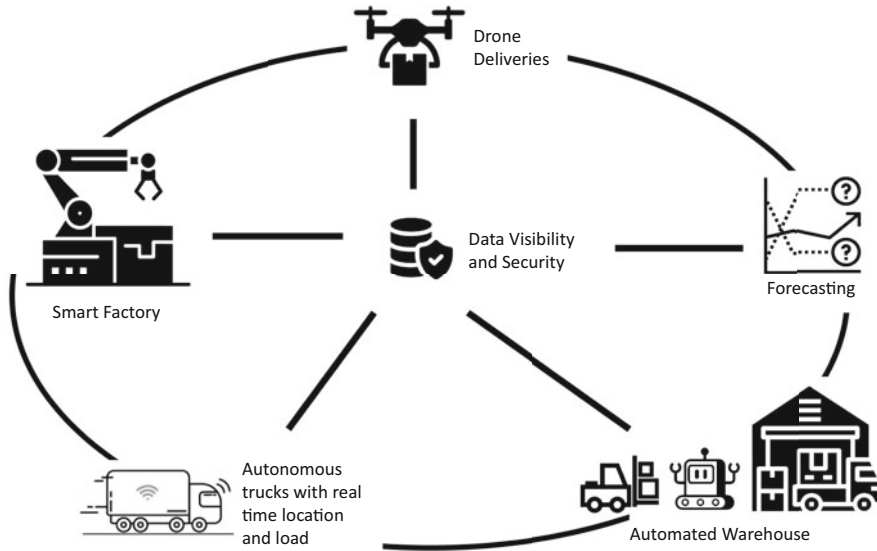 Drone
Deliveries
?
Data Visibility
and Security
?
Smart Factory
Forecasting
Autonomous
trucks with real
time location
and load
Automated Warehouse